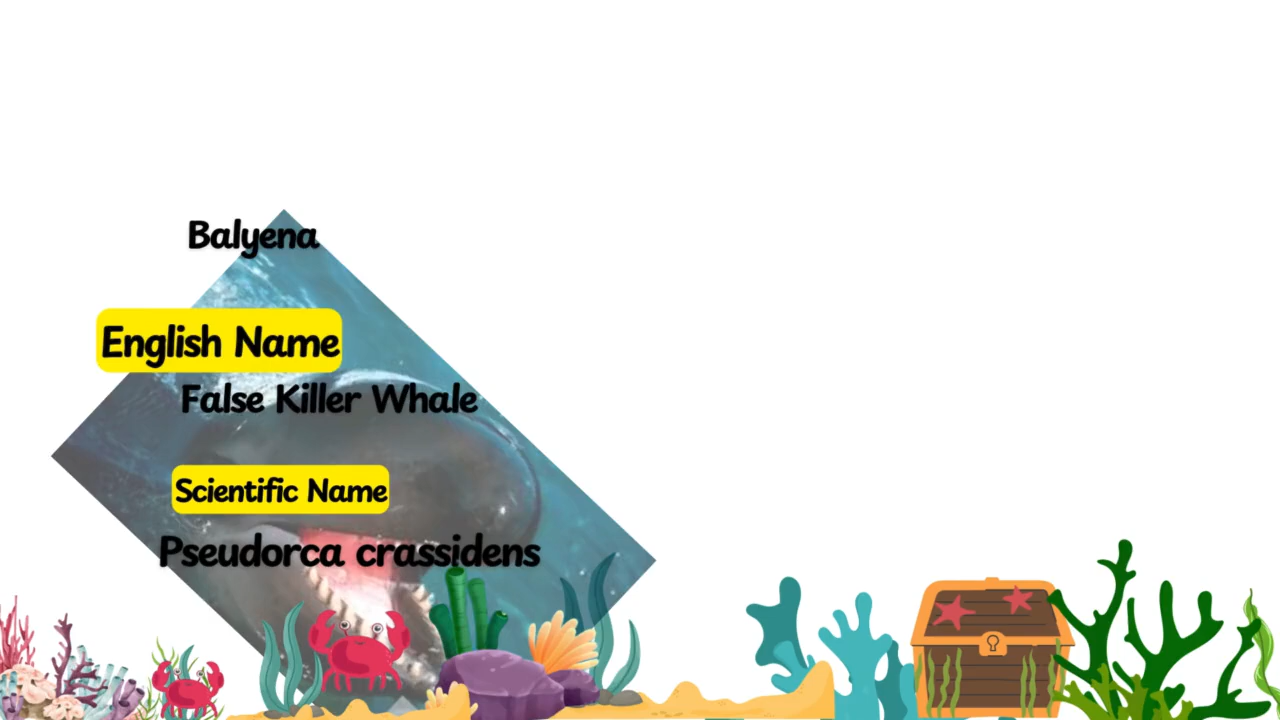 Balyena
English Name
False Killer Whale
Scientific Name
Pseudorca crassidens